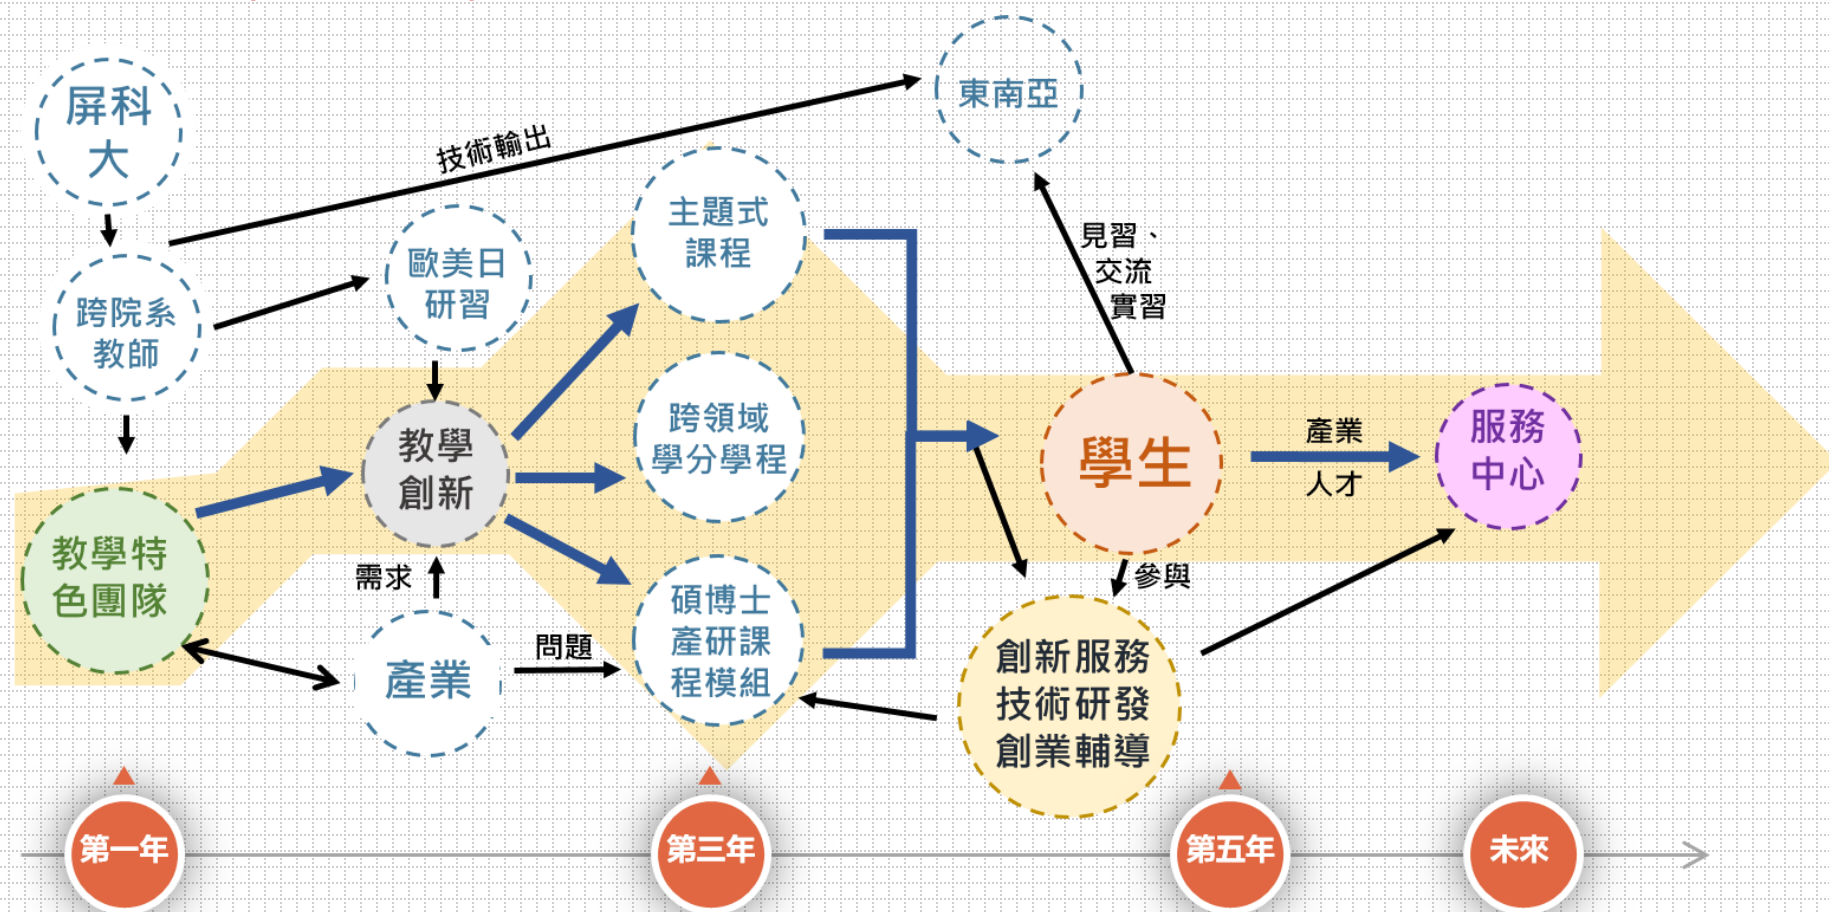 屏科
大
東南亞
技術輸出
主題式
課程
歐美日
研習
見習、
交流
實習
跨院系
教師
跨領域
學分學程
教學
創新
學生
產業
人才
服務
中心
教學特
色團隊
需求
參與
產業
問題
碩博士
產研課
程模組
創新服務
技術研發
創業輔導
第一年
第三年
第五年
未來